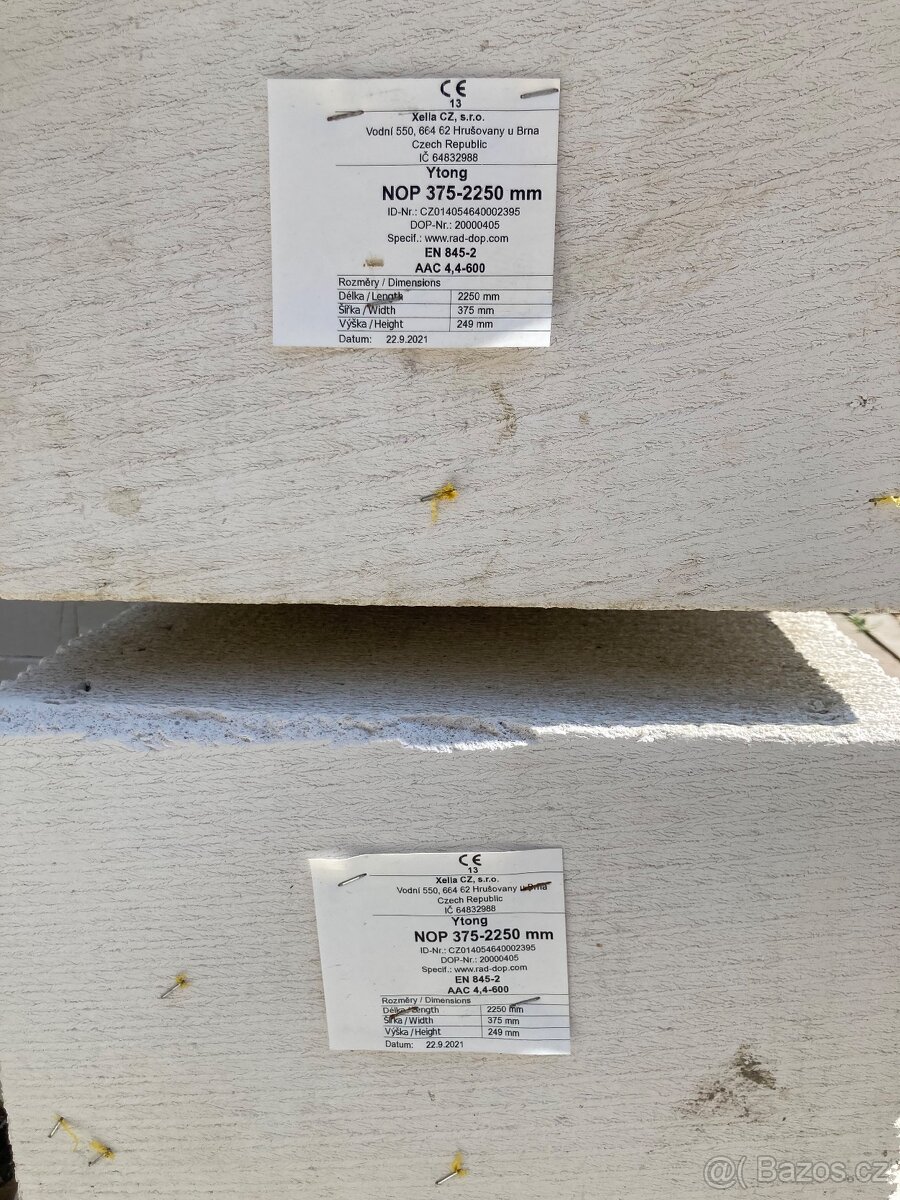 CE
13
Xella CZ, s.r.o.
Vodní 550, 664 62 Hrušovany u Brna
Czech Republic
IČ 64832988
Ytong
NOP 375-2250 mm
ID-Nr.: CZ014054640002395
DOP-Nr.: 20000405
Specif.: www.rad-dop.com
EN 845-2
AAC 4,4-600
Rozměry / Dimensions
Délka / Length 2250 mm
Šířka / Width 375 mm
Výška / Height 249 mm
Datum: 22.9.2021
CE
13
Xella CZ, s.r.o.
Vodní 550, 664 62 Hrušovany u Brna
Czech Republic
IČ 64832988
Ytong
NOP 375-2250 mm
ID-Nr.: CZ014054640002395
DOP-Nr.: 20000405
Specif.: www.rad-dop.com
EN 845-2
AAC 4,4-600
Rozměry / Dimensions
Délka / Length 2250 mm
Šířka / Width 375 mm
Výška / Height 249 mm
Datum: 22.9.2021
@( Bazos.cz